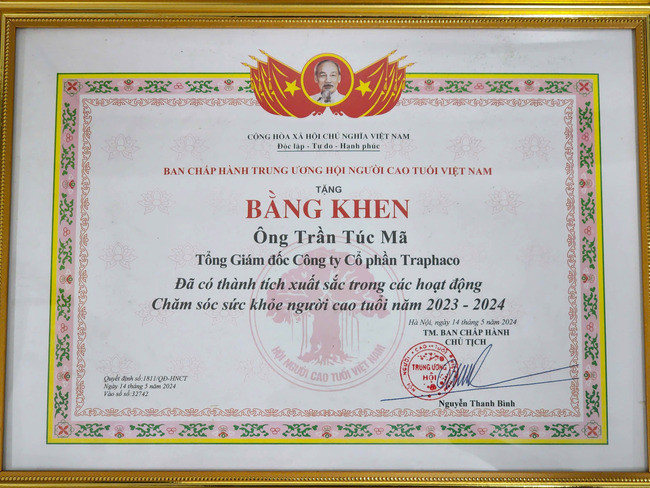 CỘNG HÒA XÃ HỘI CHỦ NGHĨA VIỆT NAM
Độc lập - Tự do - Hạnh phúc
BAN CHẤP HÀNH TRUNG ƯƠNG HỘI NGƯỜI CAO TUỔI VIỆT NAM
TẶNG
BẰNG KHEN
Ông Trần Túc Mã
Tổng Giám đốc Công ty Cổ phần Traphaco
Đã có thành tích xuất sắc trong các hoạt động
Chăm sóc sức khỏe người cao tuổi năm 2023 - 2024
Hà Nội, ngày 14 tháng 5 năm 2024
TM. BAN CHẤP HÀNH
CHỦ TỊCH
TRUNG ƯƠNG
HỘI
HỘI NGƯỜI CAO TUỔI VIỆT NAM
Quyết định số:1811/QĐ-HNCT
Ngày 14 tháng 5 năm 2024
Vào sổ số:32742
Nguyễn Thanh Bình